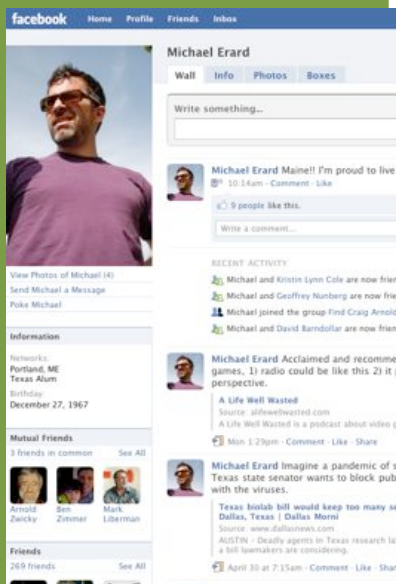 facebook Home Profile Friends Inbox
Michael Erard
Wall Info Photos Boxes
Write something...
Michael Erard Maine!! I'm proud to live
10:14am - Comment - Like
9 people like this.
Write a comment...
RECENT ACTIVITY
Michael and Kristin Lynn Cole are now frien
Michael and Geoffrey Nunberg are now frie
Michael joined the group Find Craig Arnold
Michael and David Barndollar are now frien
View Photos of Michael (4)
Send Michael a Message
Poke Michael
Information
Networks:
Portland, ME
Texas Alum
Birthday:
December 27, 1967
Mutual Friends
3 friends in common See All
Arnold Zwicky
Ben Zimmer
Mark Liberman
Friends
269 friends See All
Michael Erard Acclaimed and recomme
games, 1) radio could be like this 2) it
perspective.
A Life Well Wasted
Source: alifewellwasted.com
A Life Well Wasted is a podcast about video g
Mon 1:29pm - Comment - Like - Share
Michael Erard Imagine a pandemic of s
Texas state senator wants to block pub
with the viruses.
Texas biolab bill would keep too many se
Dallas, Texas | Dallas Morni
Source: www.dallasnews.com
AUSTIN - Deadly agents in Texas research la
a bill lawmakers are considering.
April 30 at 7:15am - Comment - Like - Shar